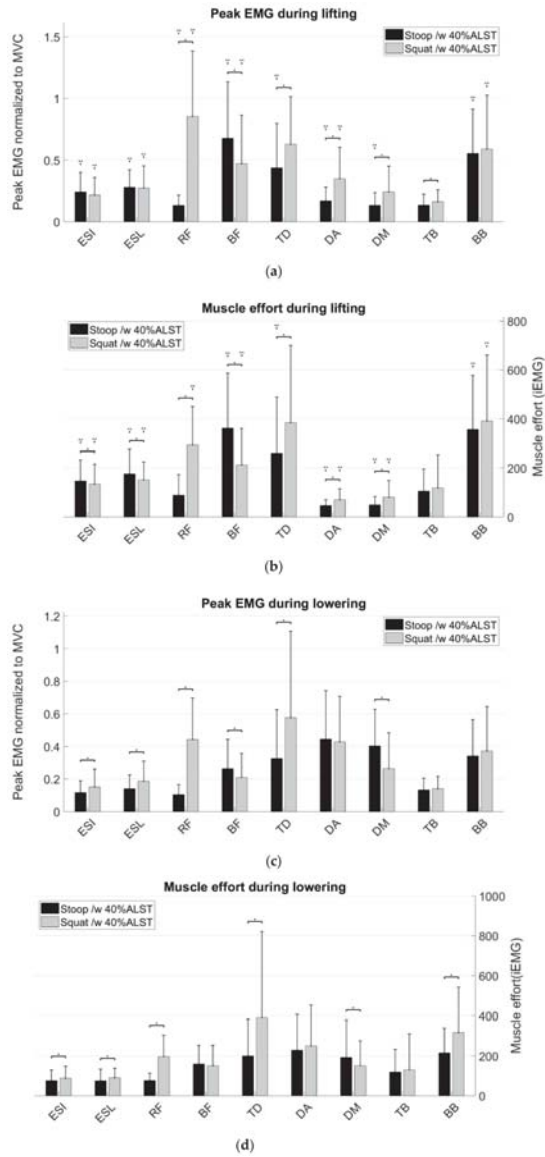 Peak EMG during lifting
Peak EMG normalized to MVC
1.5
1
0.5
0
Stoop /w 40%ALST
Squat /w 40%ALST
ESI ESL RF BF TD DA DM TB BB
(a)
Muscle effort during lifting
Stoop /w 40%ALST
Squat /w 40%ALST
800
600
400
200
0
Muscle effort (iEMG)
ESI ESL RF BF TD DA DM TB BB
(b)
Peak EMG during lowering
Peak EMG normalized to MVC
1.2
1
0.8
0.6
0.4
0.2
0
Stoop /w 40%ALST
Squat /w 40%ALST
ESI ESL RF BF TD DA DM TB BB
(c)
Muscle effort during lowering
Stoop /w 40%ALST
Squat /w 40%ALST
1000
800
600
400
200
0
Muscle effort(iEMG)
ESI ESL RF BF TD DA DM TB BB
(d)